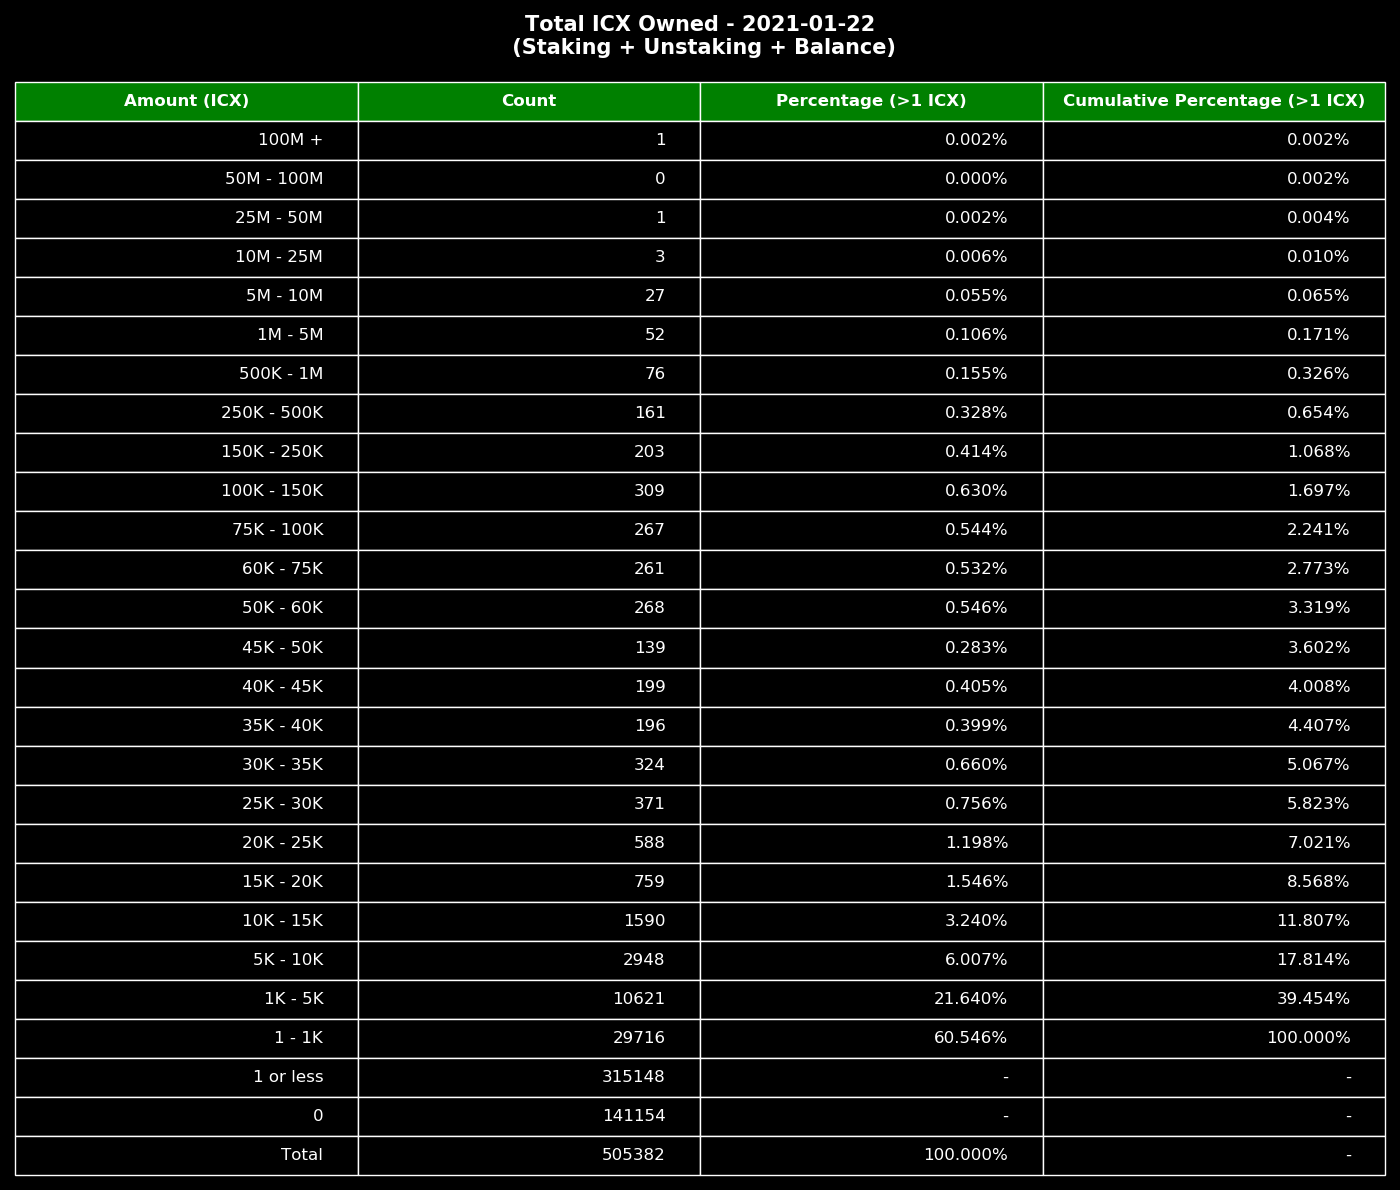 Total ICX Owned - 2021-01-22
(Staking + Unstaking + Balance)
Amount (ICX) Count Percentage (>1 ICX) Cumulative Percentage (>1 ICX)
100M + 1 0.002% 0.002%
50M - 100M 0 0.000% 0.002%
25M - 50M 1 0.002% 0.004%
10M - 25M 3 0.006% 0.010%
5M - 10M 27 0.055% 0.065%
1M - 5M 52 0.106% 0.171%
500K - 1M 76 0.155% 0.326%
250K - 500K 161 0.328% 0.654%
150K - 250K 203 0.414% 1.068%
100K - 150K 309 0.630% 1.697%
75K - 100K 267 0.544% 2.241%
60K - 75K 261 0.532% 2.773%
50K - 60K 268 0.546% 3.319%
45K - 50K 139 0.283% 3.602%
40K - 45K 199 0.405% 4.008%
35K - 40K 196 0.399% 4.407%
30K - 35K 324 0.660% 5.067%
25K - 30K 371 0.756% 5.823%
20K - 25K 588 1.198% 7.021%
15K - 20K 759 1.546% 8.568%
10K - 15K 1590 3.240% 11.807%
5K - 10K 2948 6.007% 17.814%
1K - 5K 10621 21.640% 39.454%
1 - 1K 29716 60.546% 100.000%
1 or less 315148 - -
0 141154 - -
Total 505382 100.000% -